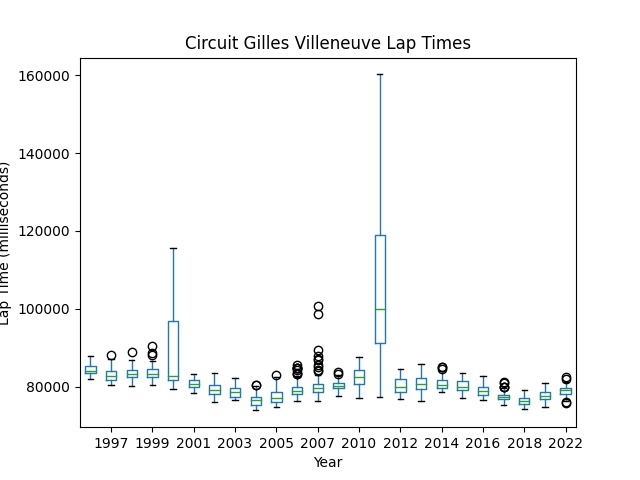 Circuit Gilles Villeneuve Lap Times
160000
140000
120000
100000
80000
Lap Time (milliseconds)
1997 1999 2001 2003 2005 2007 2010 2012 2014 2016 2018 2022
Year